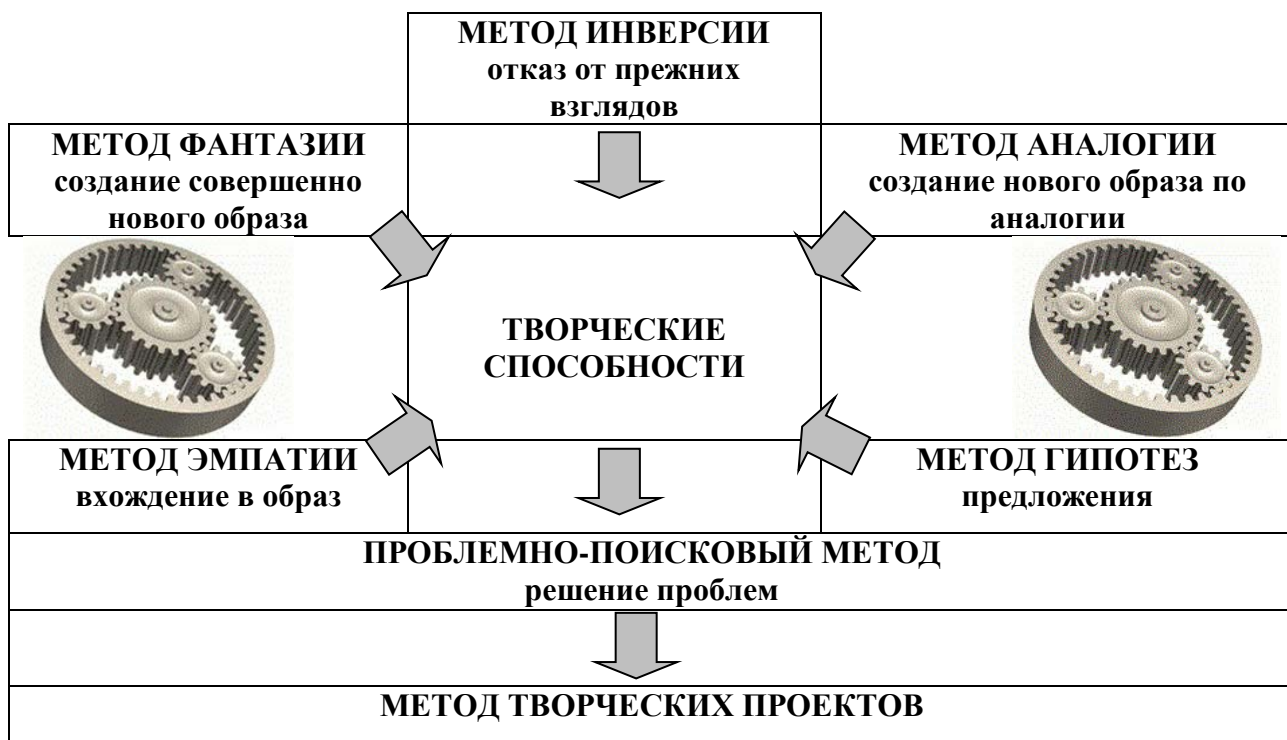 МЕТОД ИНВЕРСИИ
отказ от прежних
взглядов
МЕТОД ФАНТАЗИИ
создание совершенно
нового образа
МЕТОД АНАЛОГИИ
создание нового образа по
аналогии
ТВОРЧЕСКИЕ
СПОСОБНОСТИ
МЕТОД ЭМПАТИИ
вхождение в образ
МЕТОД ГИПОТЕЗ
предложения
ПРОБЛЕМНО-ПОИСКОВЫЙ МЕТОД
решение проблем
МЕТОД ТВОРЧЕСКИХ ПРОЕКТОВ